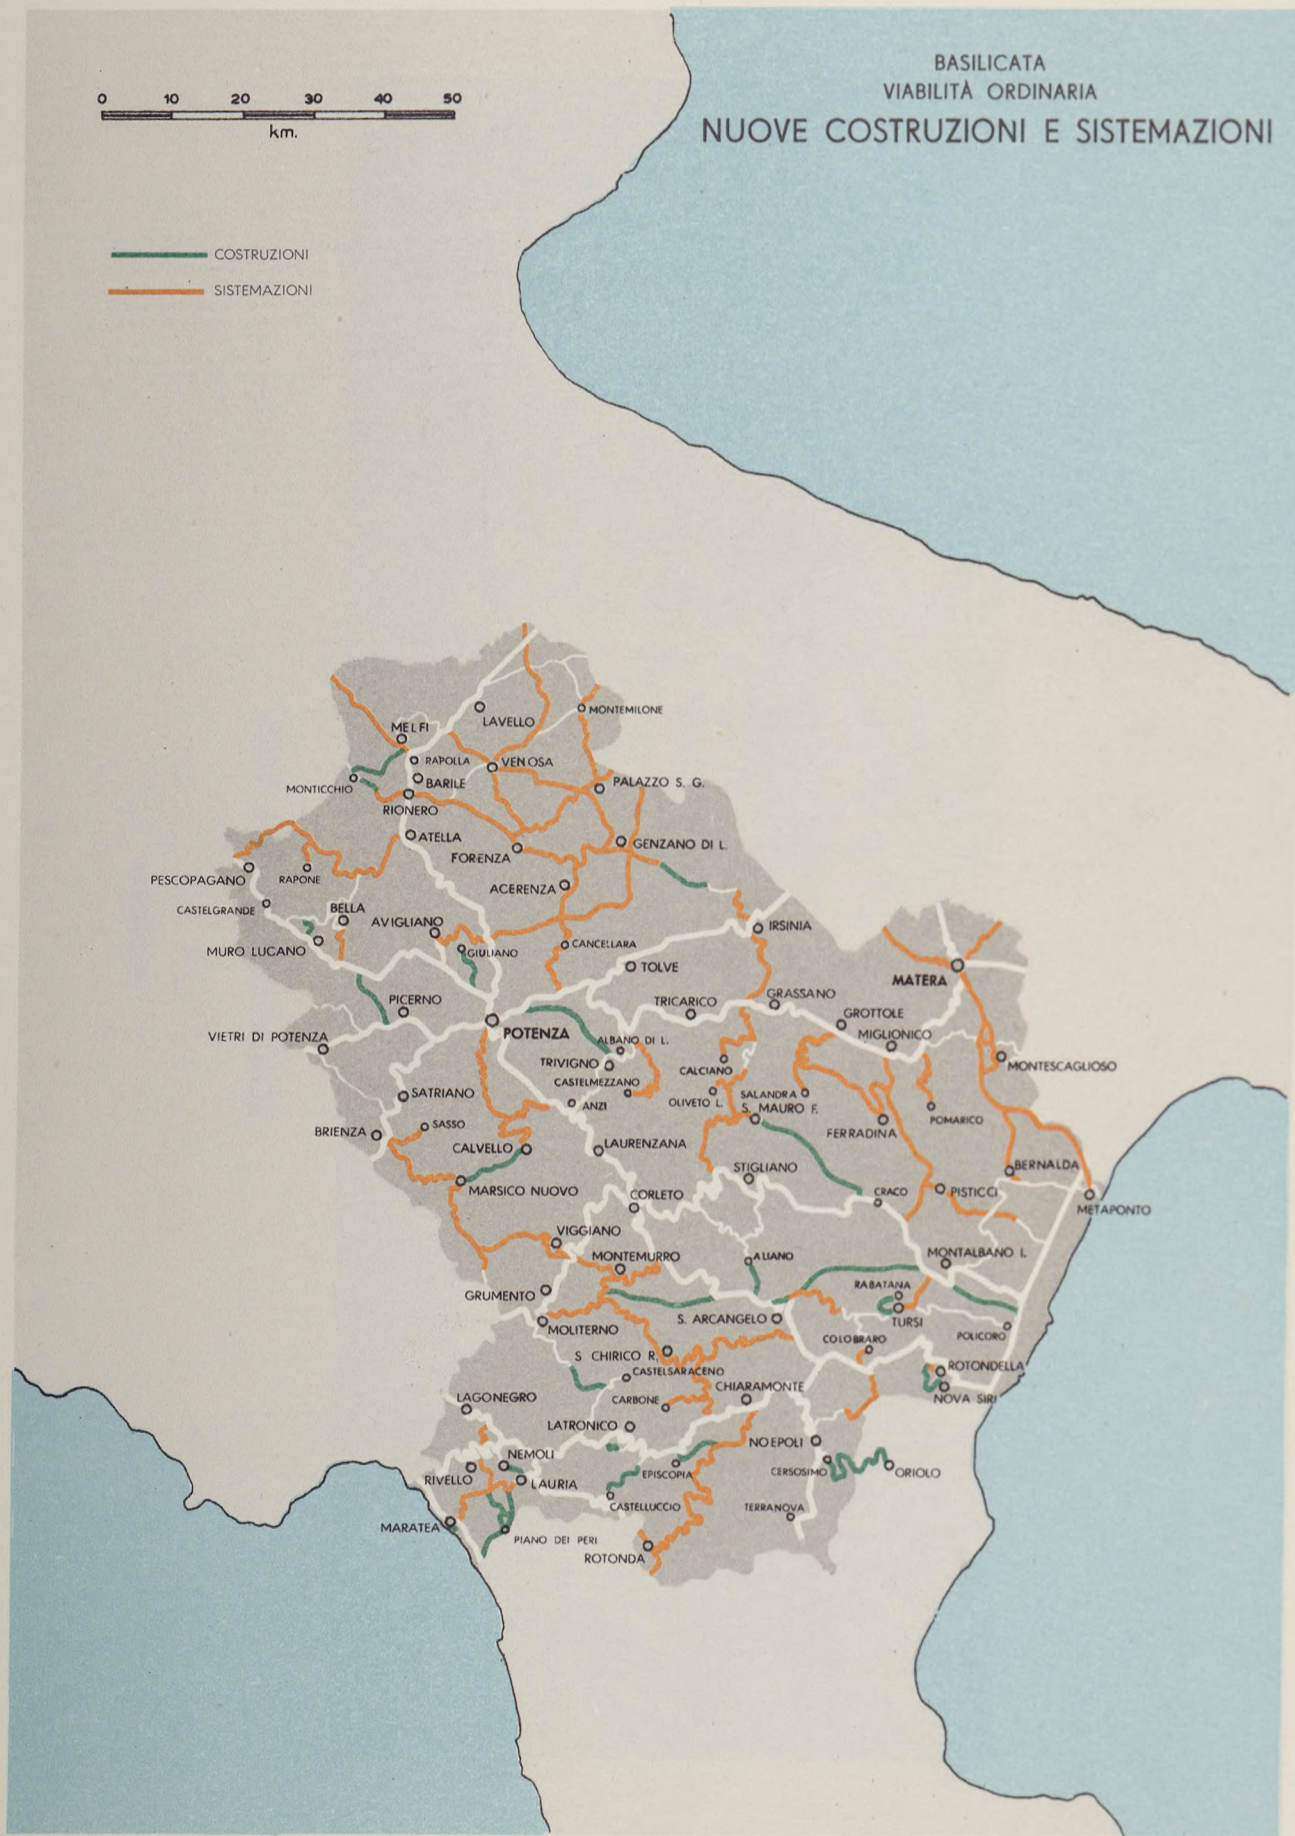 BASILICATA
VIABILITÀ ORDINARIA
NUOVE COSTRUZIONI E SISTEMAZIONI
0 10 20 30 40 50
km.
COSTRUZIONI
SISTEMAZIONI
MONTEMILONE
LAVELLO
MELFI
RAPOLLA
VENOSA
BARILE
PALAZZO S. G.
MONTICCHIO
RIONERO
ATELLA
GENZANO DI L.
FORENZA
PESCOPAGANO
RAPONE
ACERENZA
CASTELGRANDE
BELLA
AVIGLIANO
IRSINIA
MURO LUCANO
GIULIANO
CANCELLARA
TOLVE
MATERA
PICERNO
TRICARICO
GRASSANO
GROTTOLE
VIETRI DI POTENZA
POTENZA
MIGLIONICO
ALBANO DI L.
TRIVIGNO
CALCIANO
MONTESCAGLIOSO
CASTELMEZZANO
SATRIANO
ANZI
OLIVETO L.
SALANDRA
S. MAURO F.
POMARICO
SASSO
BRIENZA
FERRADINA
CALVELLO
LAURENZANA
STIGLIANO
BERNALDA
MARSICO NUOVO
CORLETO
CRACO
PISTICCI
METAPONTO
VIGGIANO
MONTEMURRO
ALIANO
MONTALBANO I.
RABATANA
GRUMENTO
S. ARCANGELO
TURSI
MOLITERNO
COLOBRARO
POLICORO
S CHIRICO R.
CASTELSARACENO
ROTONDELLA
CHIARAMONTE
NOVA SIRI
LAGONEGRO
CARBONE
LATRONICO
NOEPOLI
NEMOLI
RIVELLO
EPISCOPIA
CERSOSIMO
ORIOLO
LAURIA
CASTELLUCCIO
TERRANOVA
MARATEA
PIANO DEI PERI
ROTONDA